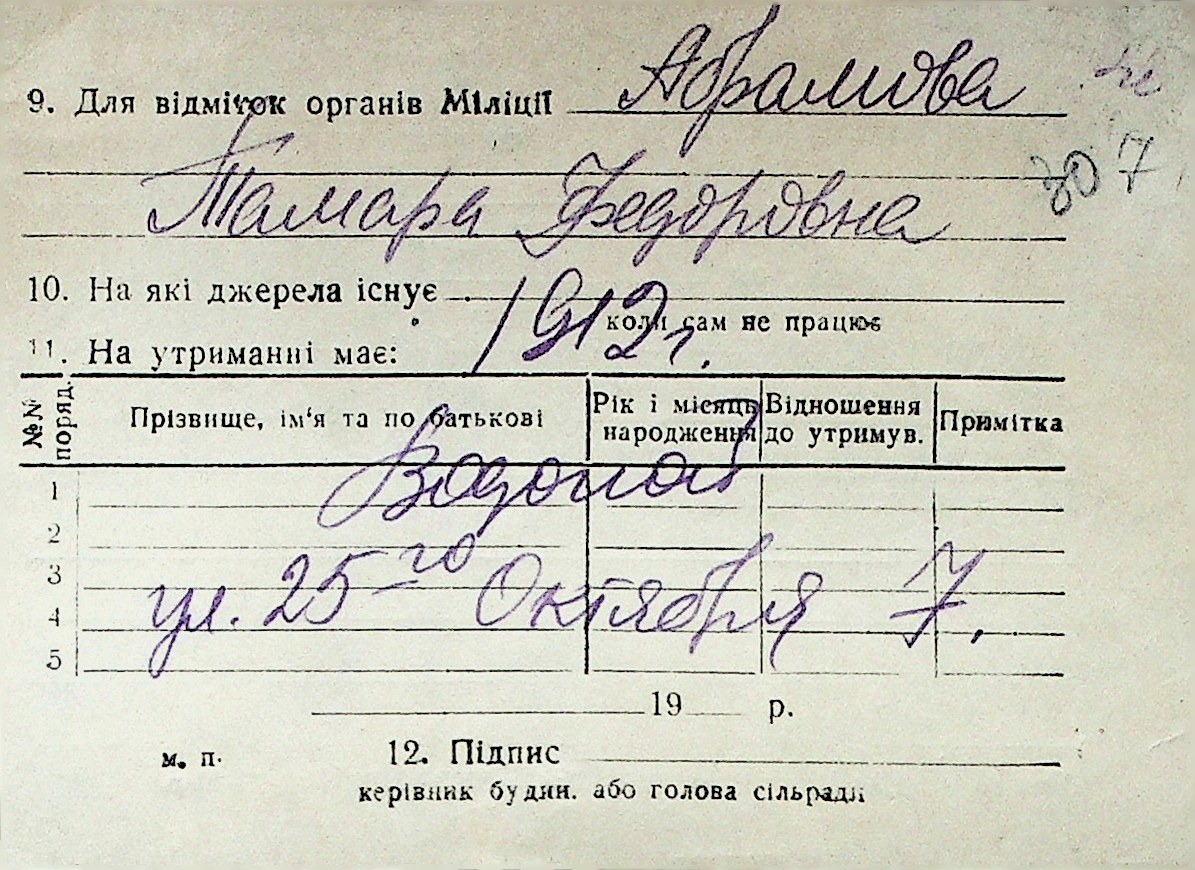 9. Для відміток органів Міліції Абрамова
307
Тамара Федоровна
10. На які джерела існує
коли сам не працює
1912 г.
11. На утриманні має:
№№ поряд. Прізвище, ім'я та по батькові Рік і місяць народження Відношення до утримув. Примітка
Водопой
1
2
3
ул. 25-го Октября 7.
4
5
19 р.
м. п. 12. Підпис
керівник будин. або голова сільради